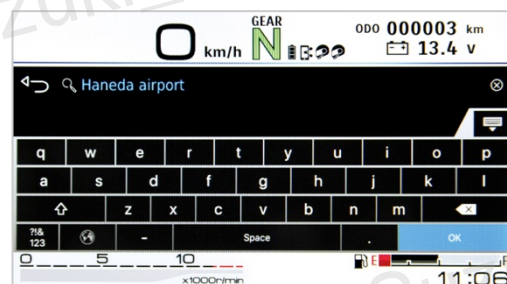 GEAR
0 km/h N
ODO 000003 km
13.4 V
Haneda airport
q w e r t y u i o p
a s d f g h j k l
z x c v b n m
?!& 123 - Space . OK
0 5 10
x1000r/min
E F
11:06